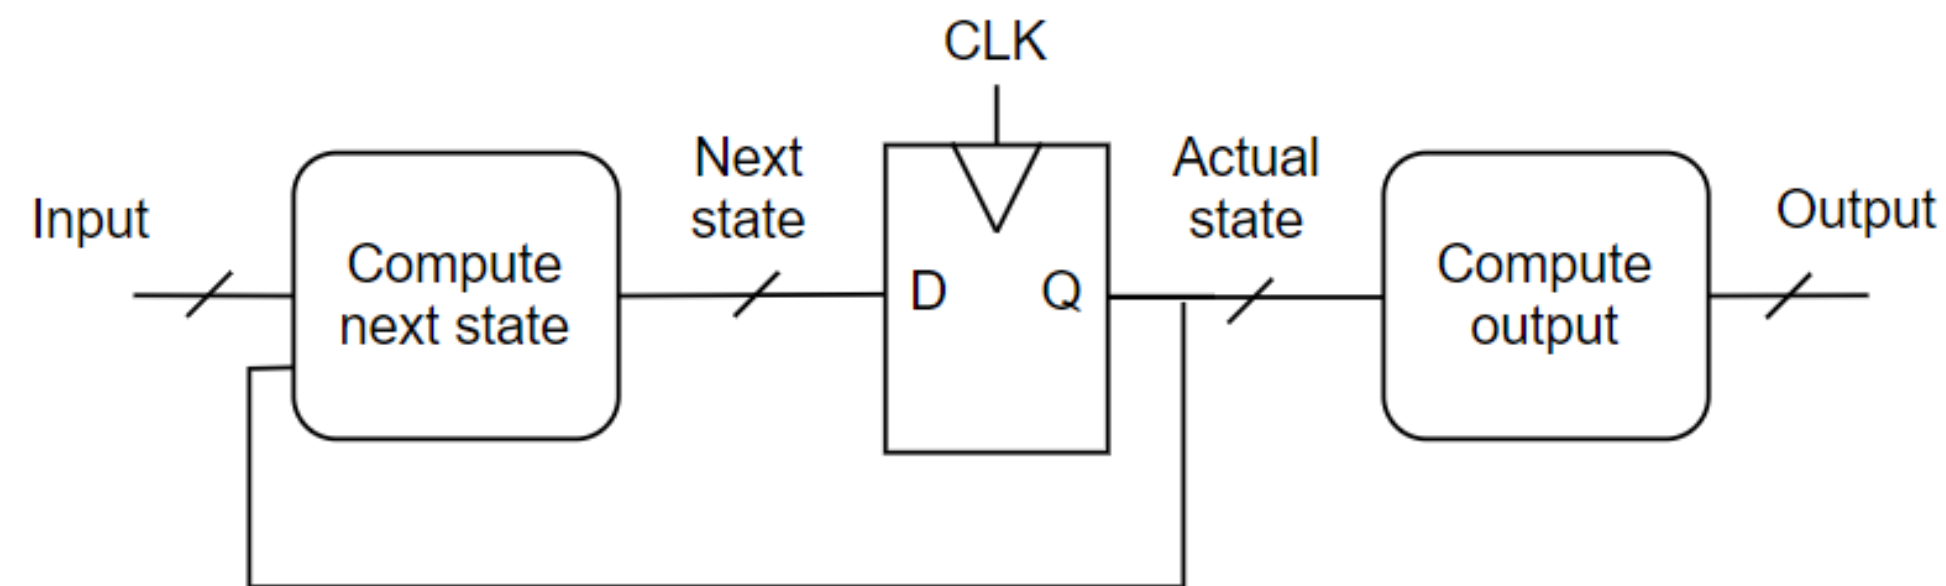 CLK
Input
Compute
next state
Next
state
D
Q
Actual
state
Compute
output
Output